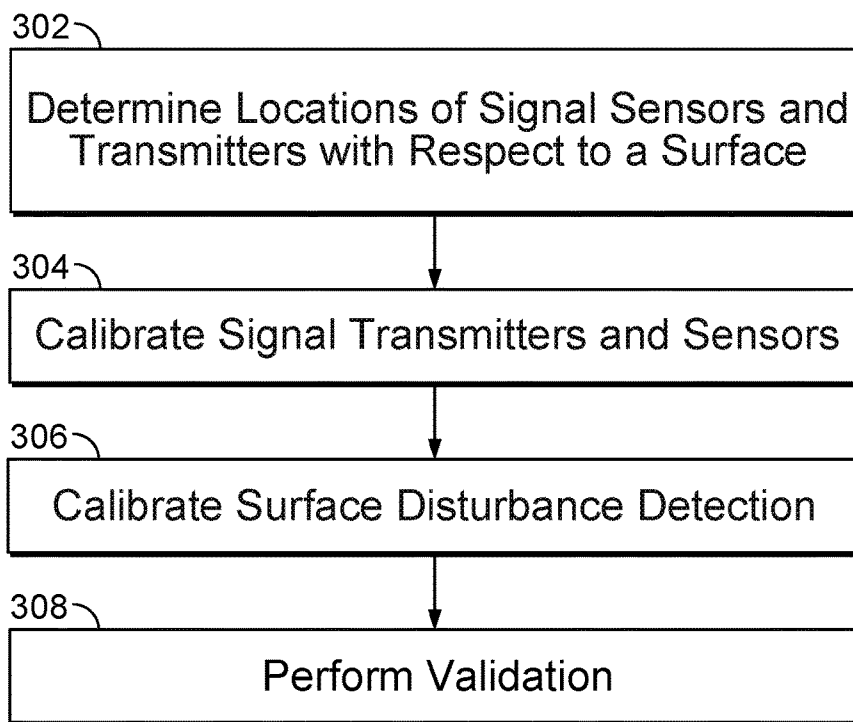 302
Determine Locations of Signal Sensors and
Transmitters with Respect to a Surface
304
Calibrate Signal Transmitters and Sensors
306
Calibrate Surface Disturbance Detection
308
Perform Validation